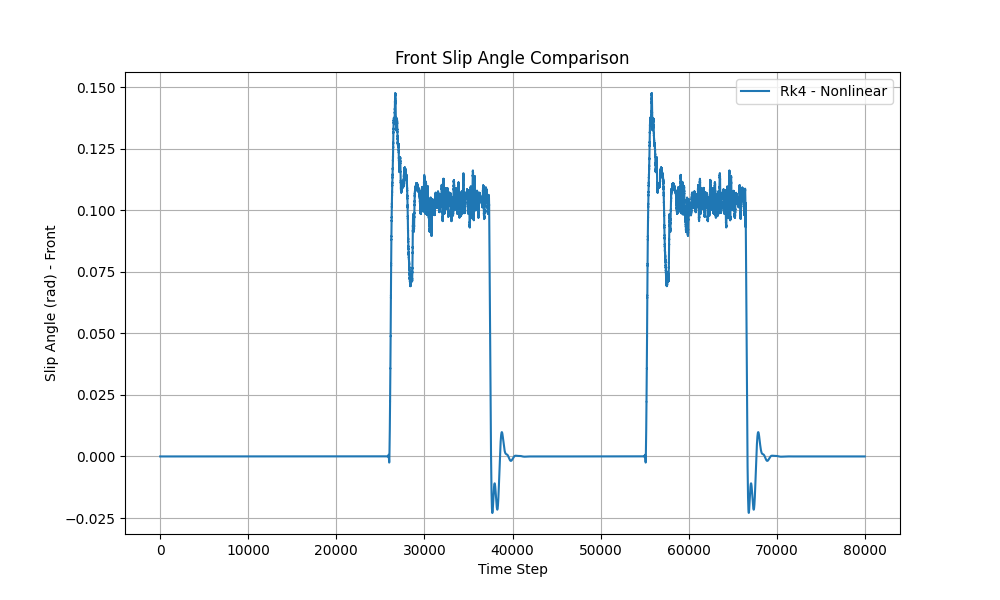 Front Slip Angle Comparison
Rk4 - Nonlinear
Slip Angle (rad) - Front
0.150
0.125
0.100
0.075
0.050
0.025
0.000
−0.025
0 10000 20000 30000 40000 50000 60000 70000 80000
Time Step